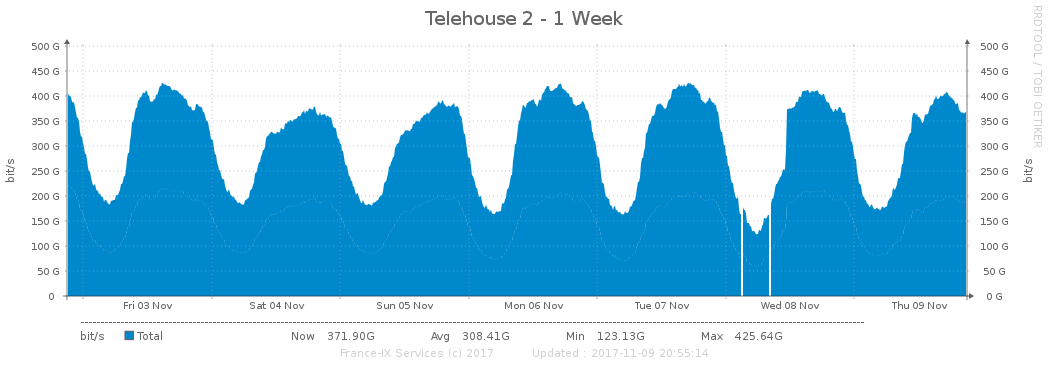 Telehouse 2 - 1 Week
RRDTOOL / TOBI OETIKER
bit/s
500 G
450 G
400 G
350 G
300 G
250 G
200 G
150 G
100 G
50 G
0
500 G
450 G
400 G
350 G
300 G
250 G
200 G
150 G
100 G
50 G
0 G
bit/s
Fri 03 Nov Sat 04 Nov Sun 05 Nov Mon 06 Nov Tue 07 Nov Wed 08 Nov Thu 09 Nov
bit/s Total Now 371.90G Avg 308.41G Min 123.13G Max 425.64G
France-IX Services (c) 2017 Updated : 2017-11-09 20:55:14